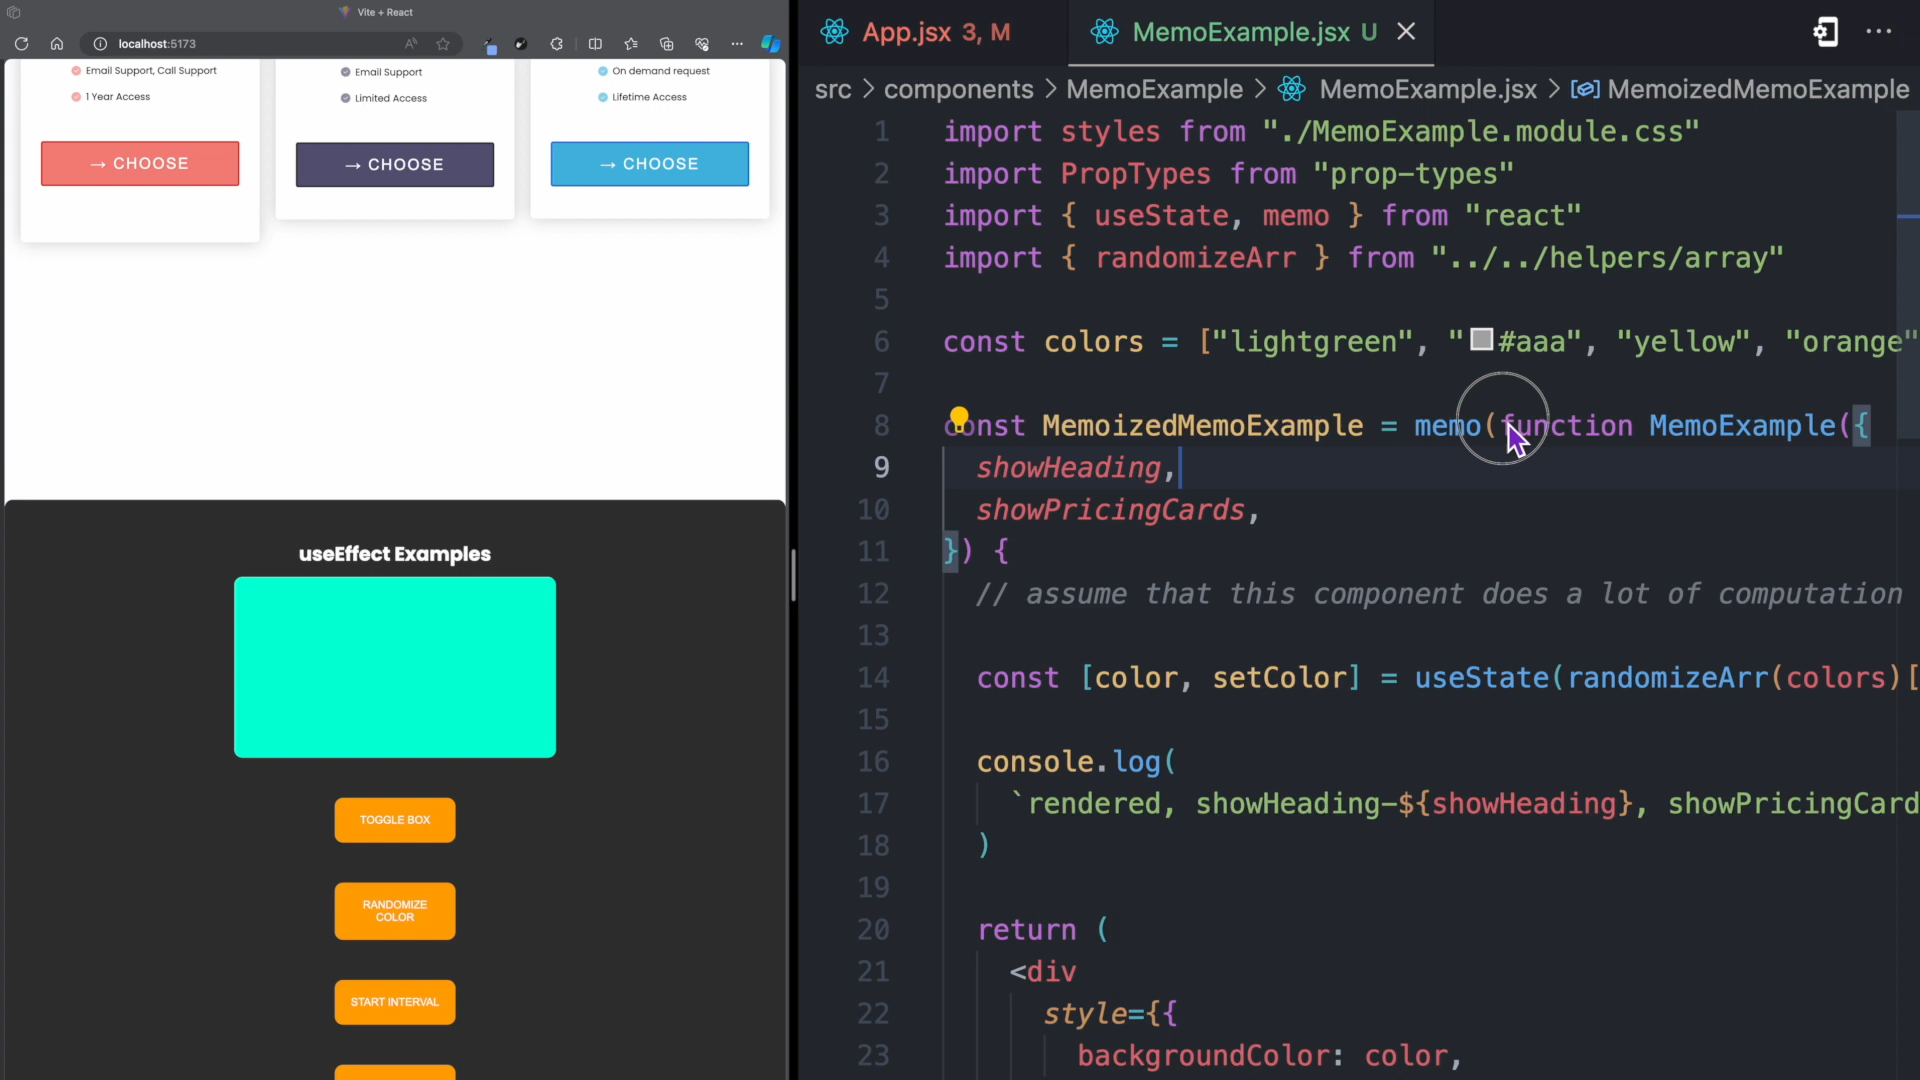 Vite + React
localhost:5173
Email Support, Call Support
1 Year Access
→ CHOOSE
Email Support
Limited Access
→ CHOOSE
On demand request
Lifetime Access
→ CHOOSE
useEffect Examples
TOGGLE BOX
RANDOMIZE
COLOR
START INTERVAL
App.jsx 3, M
MemoExample.jsx U
src > components > MemoExample > MemoExample.jsx > MemoizedMemoExample
1 import styles from "./MemoExample.module.css"
2 import PropTypes from "prop-types"
3 import { useState, memo } from "react"
4 import { randomizeArr } from "../../helpers/array"
5
6 const colors = ["lightgreen", "#aaa", "yellow", "orange"
7
8 const MemoizedMemoExample = memo(function MemoExample({
9 showHeading,
10 showPricingCards,
11 }) {
12 // assume that this component does a lot of computation
13
14 const [color, setColor] = useState(randomizeArr(colors)[
15
16 console.log(
17 `rendered, showHeading-${showHeading}, showPricingCard
18 )
19
20 return (
21 <div
22 style={{
23 backgroundColor: color,